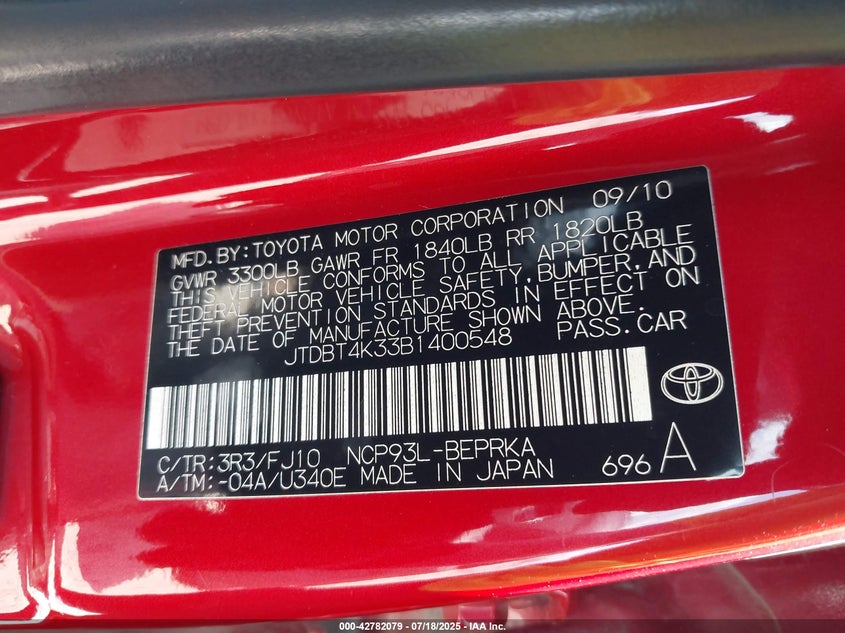 MFD.BY:TOYOTA MOTOR CORPORATION 09/10
GVWR 3300LB GAWR FR 1840LB RR 1820LB
THIS VEHICLE CONFORMS TO ALL APPLICABLE
FEDERAL MOTOR VEHICLE SAFETY,BUMPER,AND
THEFT PREVENTION STANDARDS IN EFFECT ON
THE DATE OF MANUFACTURE SHOWN ABOVE.
JTDBT4K33B1400548 PASS.CAR
C/TR:3R3/FJ10 NCP93L-BEPRKA
A/TM:-04A/U340E MADE IN JAPAN 696 A
000-42782079 - 07/18/2025 - IAA Inc.